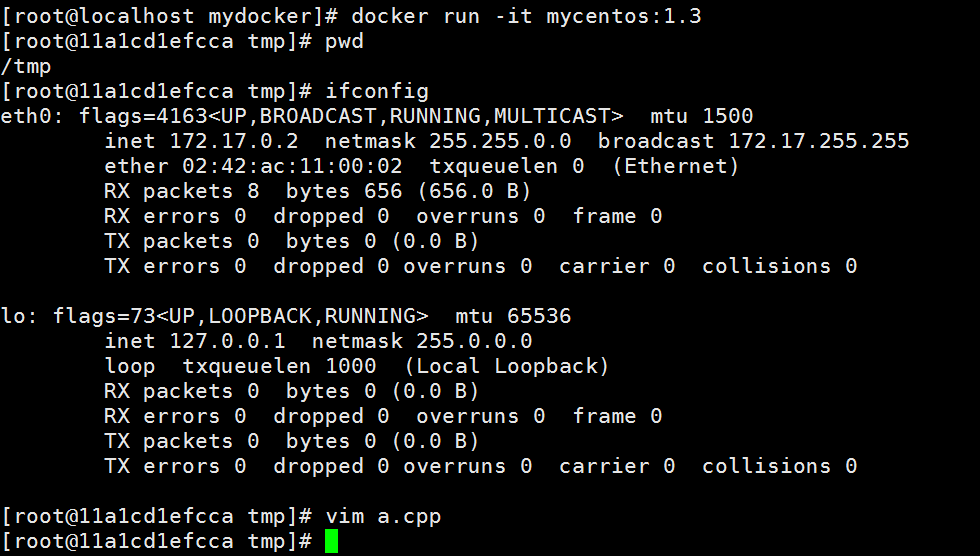 [root@localhost mydocker]# docker run -it mycentos:1.3
[root@11a1cd1efcca tmp]# pwd
/tmp
[root@11a1cd1efcca tmp]# ifconfig
eth0: flags=4163<UP,BROADCAST,RUNNING,MULTICAST>  mtu 1500
        inet 172.17.0.2  netmask 255.255.0.0  broadcast 172.17.255.255
        ether 02:42:ac:11:00:02  txqueuelen 0  (Ethernet)
        RX packets 8  bytes 656 (656.0 B)
        RX errors 0  dropped 0  overruns 0  frame 0
        TX packets 0  bytes 0 (0.0 B)
        TX errors 0  dropped 0 overruns 0  carrier 0  collisions 0

lo: flags=73<UP,LOOPBACK,RUNNING>  mtu 65536
        inet 127.0.0.1  netmask 255.0.0.0
        loop  txqueuelen 1000  (Local Loopback)
        RX packets 0  bytes 0 (0.0 B)
        RX errors 0  dropped 0  overruns 0  frame 0
        TX packets 0  bytes 0 (0.0 B)
        TX errors 0  dropped 0 overruns 0  carrier 0  collisions 0

[root@11a1cd1efcca tmp]# vim a.cpp
[root@11a1cd1efcca tmp]#